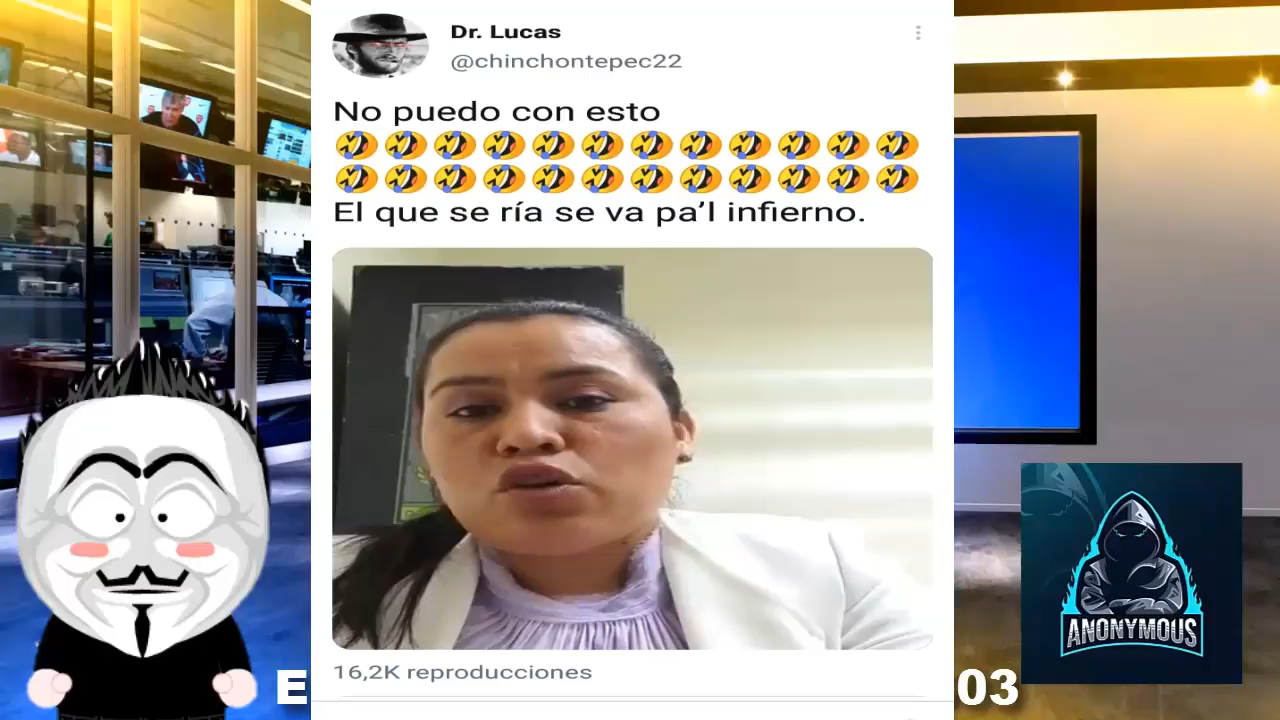 Dr. Lucas
@chinchontepec22
No puedo con esto
🤣🤣🤣🤣🤣🤣🤣🤣🤣🤣🤣🤣
🤣🤣🤣🤣🤣🤣🤣🤣🤣🤣🤣🤣
El que se ría se va pa’l infierno.
16,2K reproducciones
E
03
ANONYMOUS